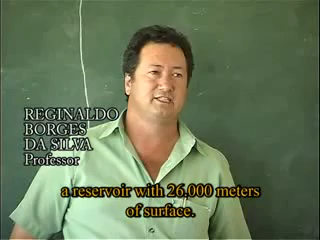 REGINALDO
BORGES
DA SILVA
Professor
a reservoir with 26,000 meters
of surface.